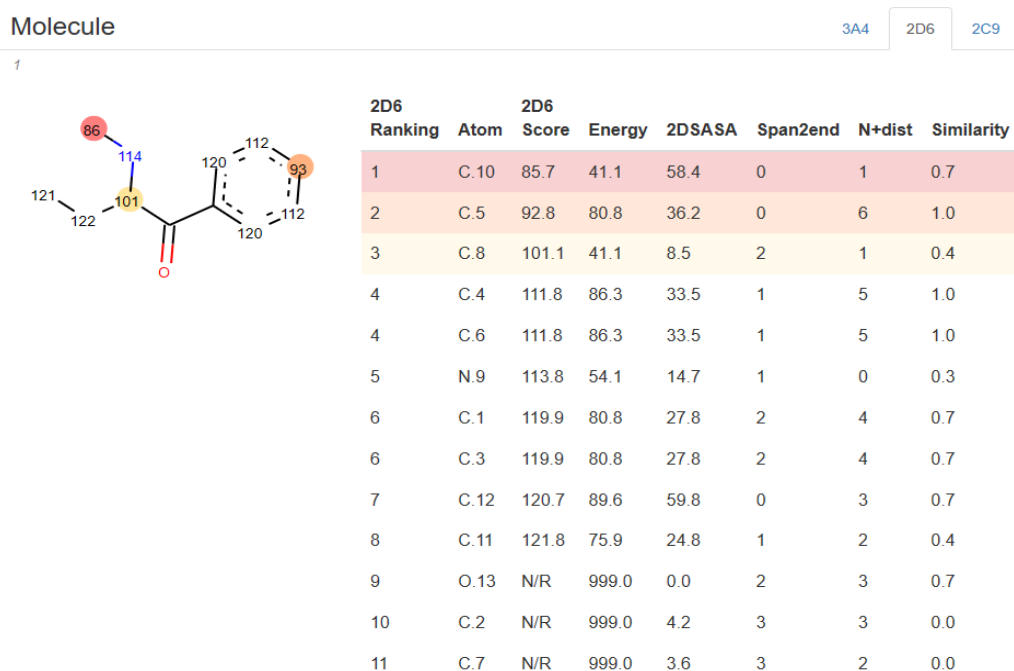 Molecule 3A4 2D6 2C9
1
86
114
121
122
101
O
120
112
93
112
120
2D6 Ranking Atom 2D6 Score Energy 2DSASA Span2end N+dist Similarity
1 C.10 85.7 41.1 58.4 0 1 0.7
2 C.5 92.8 80.8 36.2 0 6 1.0
3 C.8 101.1 41.1 8.5 2 1 0.4
4 C.4 111.8 86.3 33.5 1 5 1.0
4 C.6 111.8 86.3 33.5 1 5 1.0
5 N.9 113.8 54.1 14.7 1 0 0.3
6 C.1 119.9 80.8 27.8 2 4 0.7
6 C.3 119.9 80.8 27.8 2 4 0.7
7 C.12 120.7 89.6 59.8 0 3 0.7
8 C.11 121.8 75.9 24.8 1 2 0.4
9 O.13 N/R 999.0 0.0 2 3 0.7
10 C.2 N/R 999.0 4.2 3 3 0.0
11 C.7 N/R 999.0 3.6 3 2 0.0